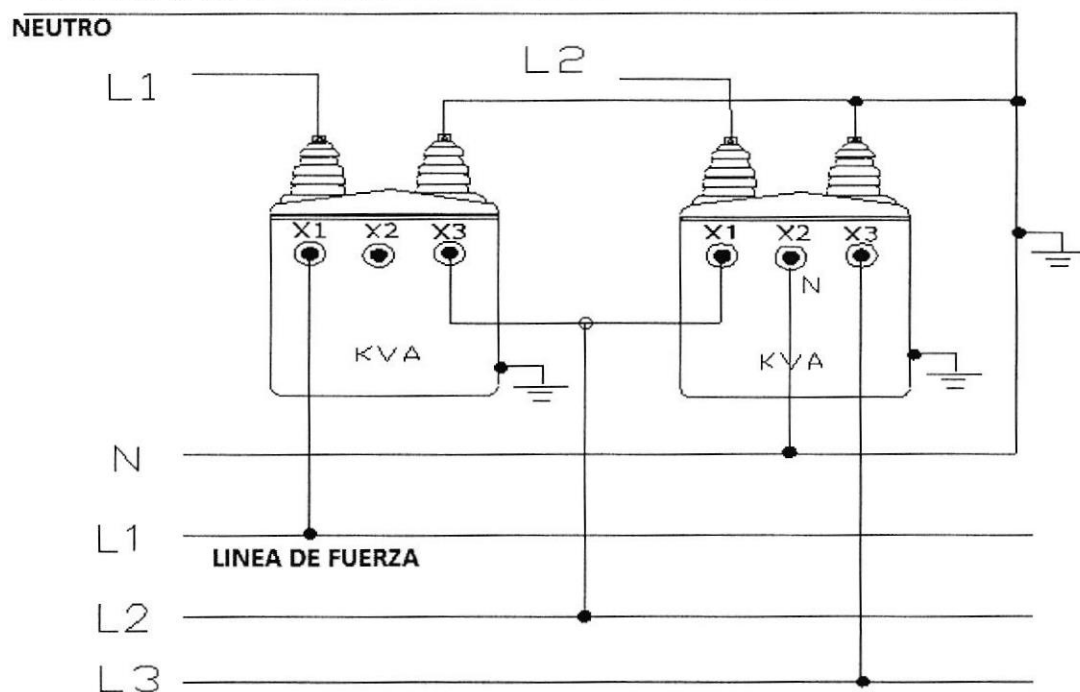 NEUTRO
L1
L2
X1 X2 X3
X1 X2 X3
N
KVA
KVA
N
L1
LINEA DE FUERZA
L2
L3